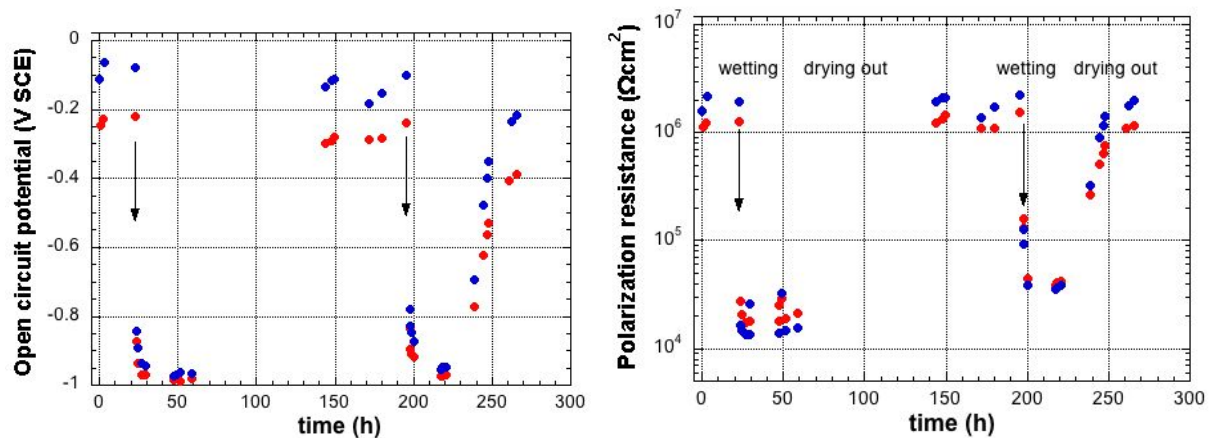 Open circuit potential (V SCE)
0
-0.2
-0.4
-0.6
-0.8
-1
0 50 100 150 200 250 300
time (h)
Polarization resistance (Ωcm²)
10⁷
10⁶
10⁵
10⁴
wetting drying out wetting drying out
0 50 100 150 200 250 300
time (h)